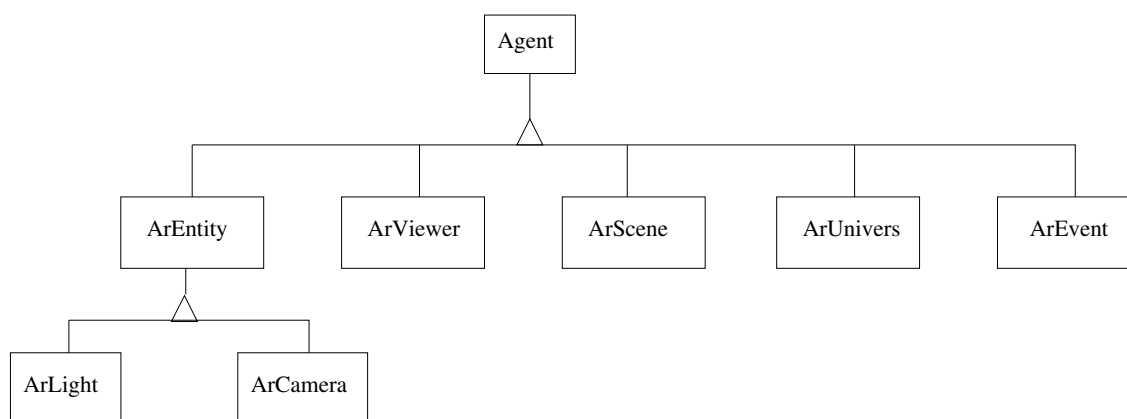 Agent
ArEntity
ArViewer
ArScene
ArUnivers
ArEvent
ArLight
ArCamera